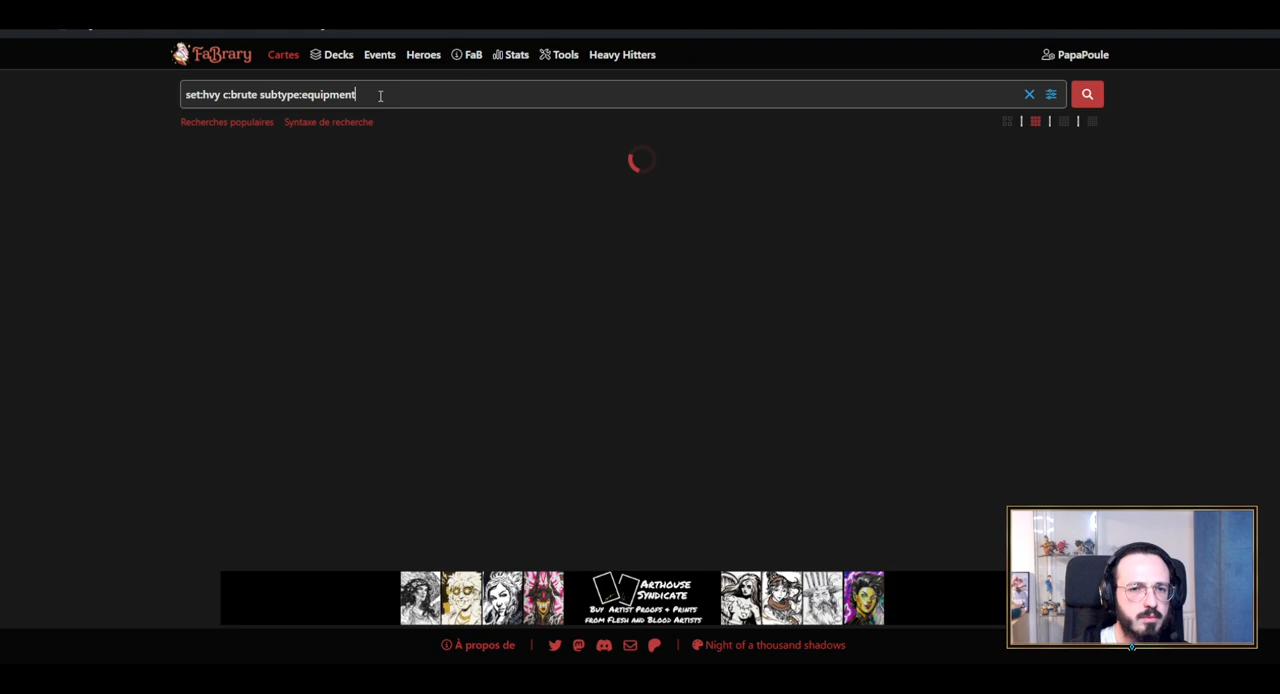 FaBrary Cartes Decks Events Heroes FaB Stats Tools Heavy Hitters PapaPoule
set:hvy c:brute subtype:equipment
Recherches populaires Syntaxe de recherche
Arthouse
Syndicate
Buy Artist Proofs & Prints
from Flesh and Blood Artists
À propos de Night of a thousand shadows